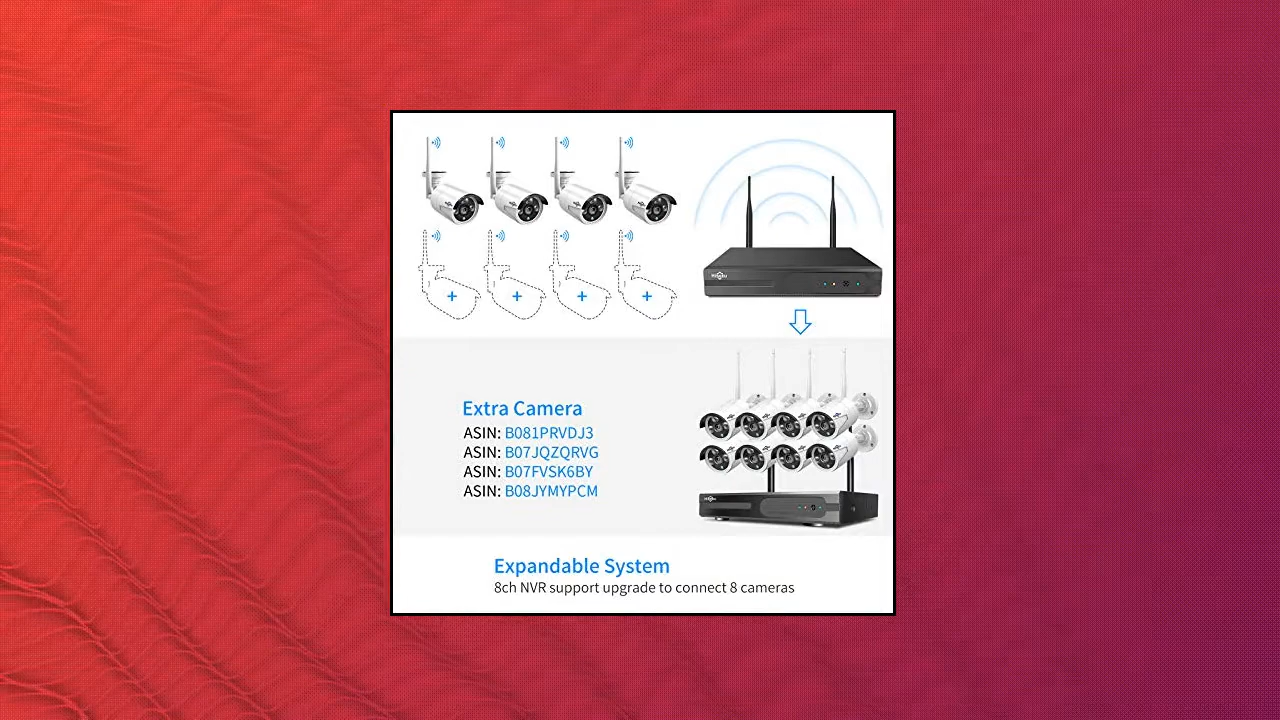 Extra Camera
ASIN: B081PRVDJ3
ASIN: B07JQZQRVG
ASIN: B07FVSK6BY
ASIN: B08JYMYPCM
Expandable System
8ch NVR support upgrade to connect 8 cameras